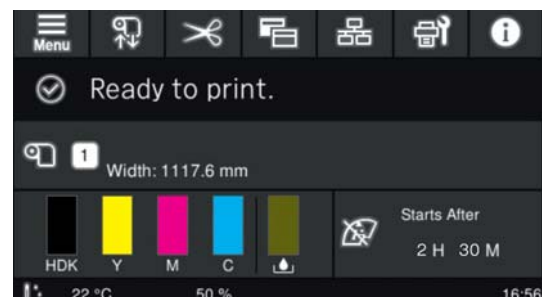 Menu
Ready to print.
1
Width: 1117.6 mm
HDK Y M C
Starts After
2 H 30 M
22 °C 50 % 16:56